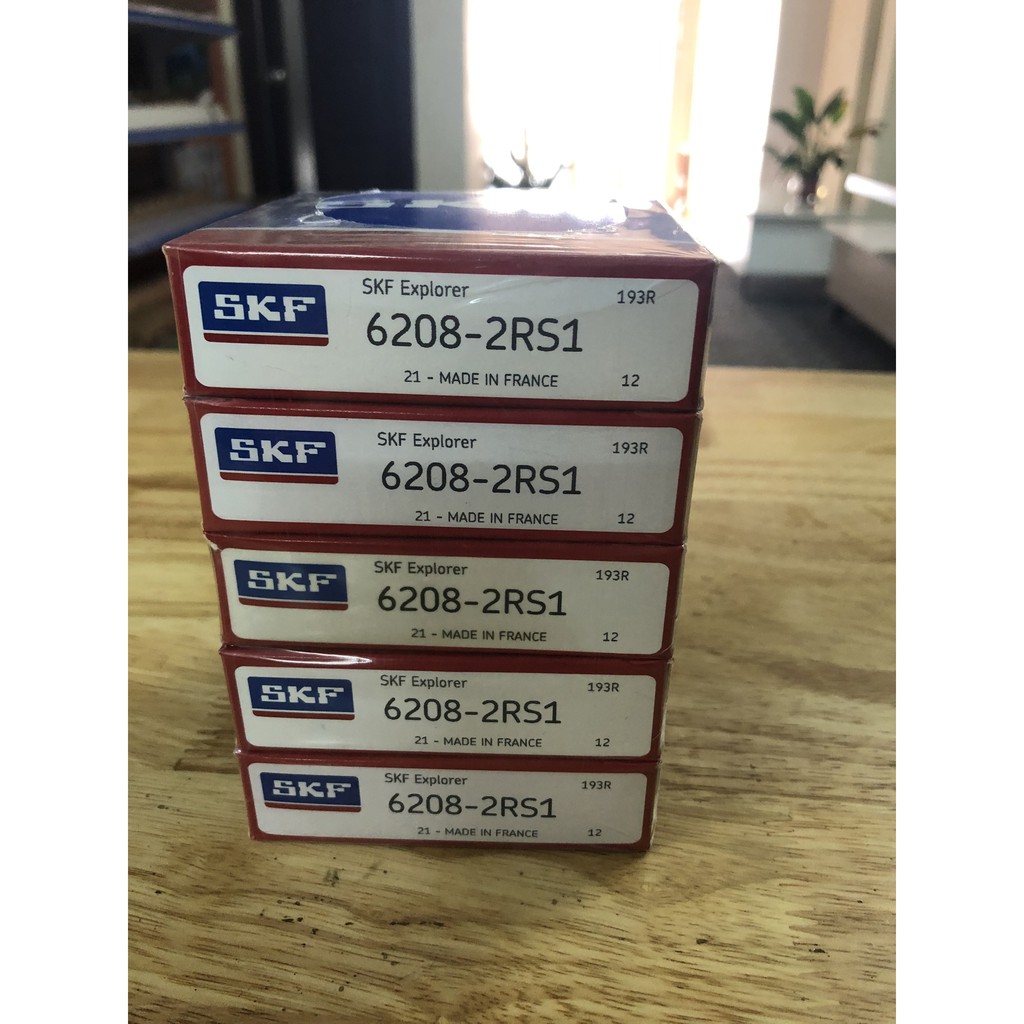 SKF
SKF Explorer
193R
6208-2RS1
21 - MADE IN FRANCE
12
SKF
SKF Explorer
193R
6208-2RS1
21 - MADE IN FRANCE
12
SKF
SKF Explorer
193R
6208-2RS1
21 - MADE IN FRANCE
12
SKF
SKF Explorer
193R
6208-2RS1
21 - MADE IN FRANCE
12
SKF
SKF Explorer
193R
6208-2RS1
21 - MADE IN FRANCE
12